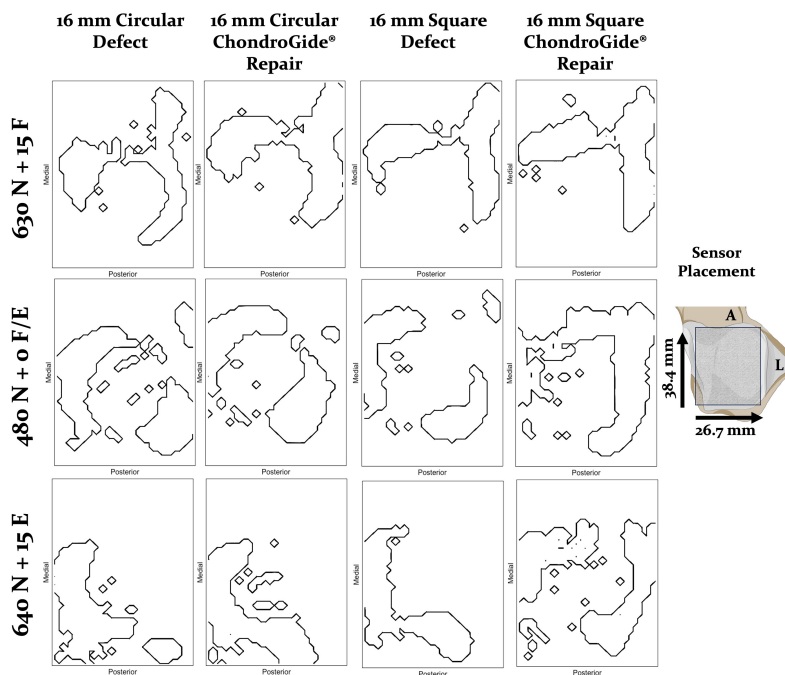 16 mm Circular
Defect
16 mm Circular
ChondroGide®
Repair
16 mm Square
Defect
16 mm Square
ChondroGide®
Repair
630 N + 15 F
Medial
Posterior
Medial
Posterior
Medial
Posterior
Medial
Posterior
Sensor
Placement
A
L
38.4 mm
26.7 mm
480 N + 0 F/E
Medial
Posterior
Medial
Posterior
Medial
Posterior
Medial
Posterior
640 N + 15 E
Medial
Posterior
Medial
Posterior
Medial
Posterior
Medial
Posterior